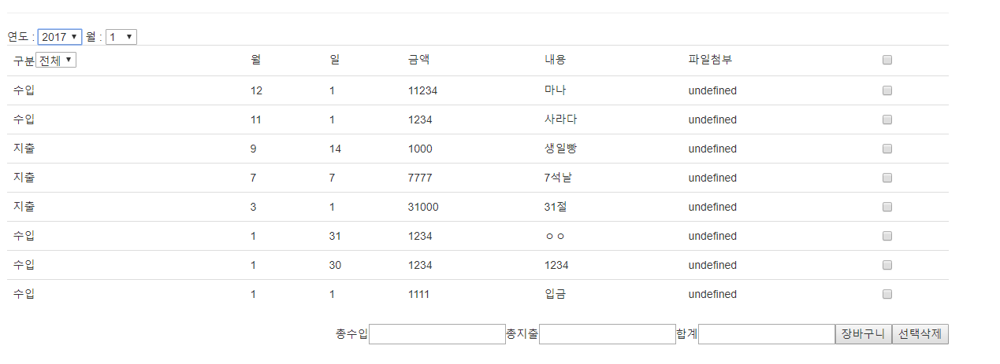 연도 : 2017 월 : 1
구분 전체 월 일 금액 내용 파일첨부
수입 12 1 11234 마나 undefined
수입 11 1 1234 사라다 undefined
지출 9 14 1000 생일빵 undefined
지출 7 7 7777 7석날 undefined
지출 3 1 31000 31절 undefined
수입 1 31 1234 ㅇㅇ undefined
수입 1 30 1234 1234 undefined
수입 1 1 1111 입금 undefined
총수입 총지출 합계 장바구니 선택삭제